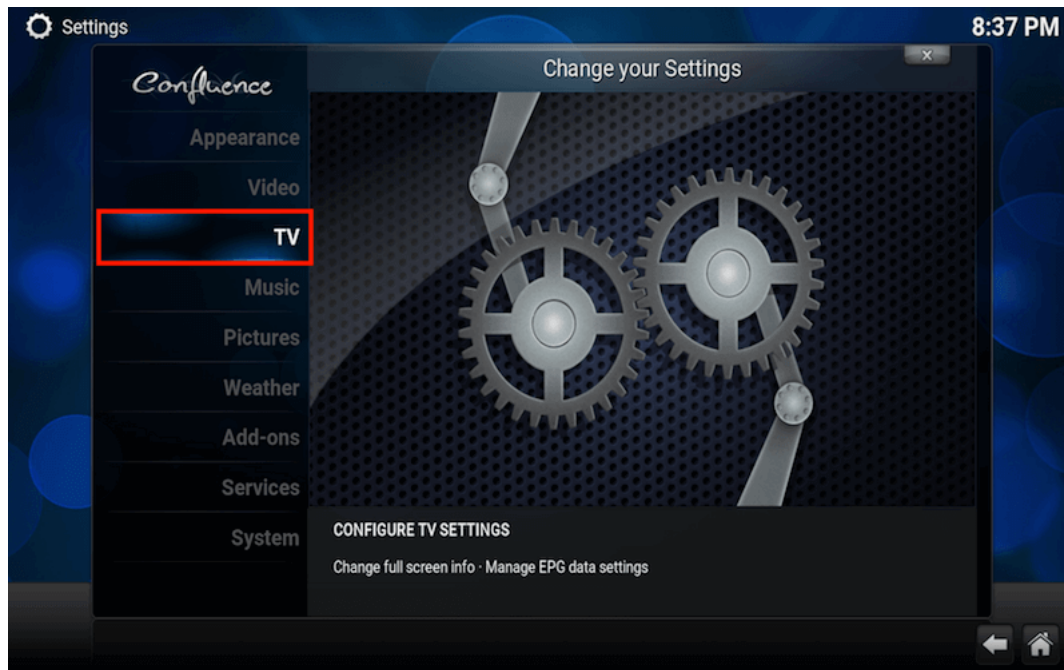 Settings
8:37 PM
Confluence
Change your Settings
Appearance
Video
TV
Music
Pictures
Weather
Add-ons
Services
System
CONFIGURE TV SETTINGS
Change full screen info · Manage EPG data settings